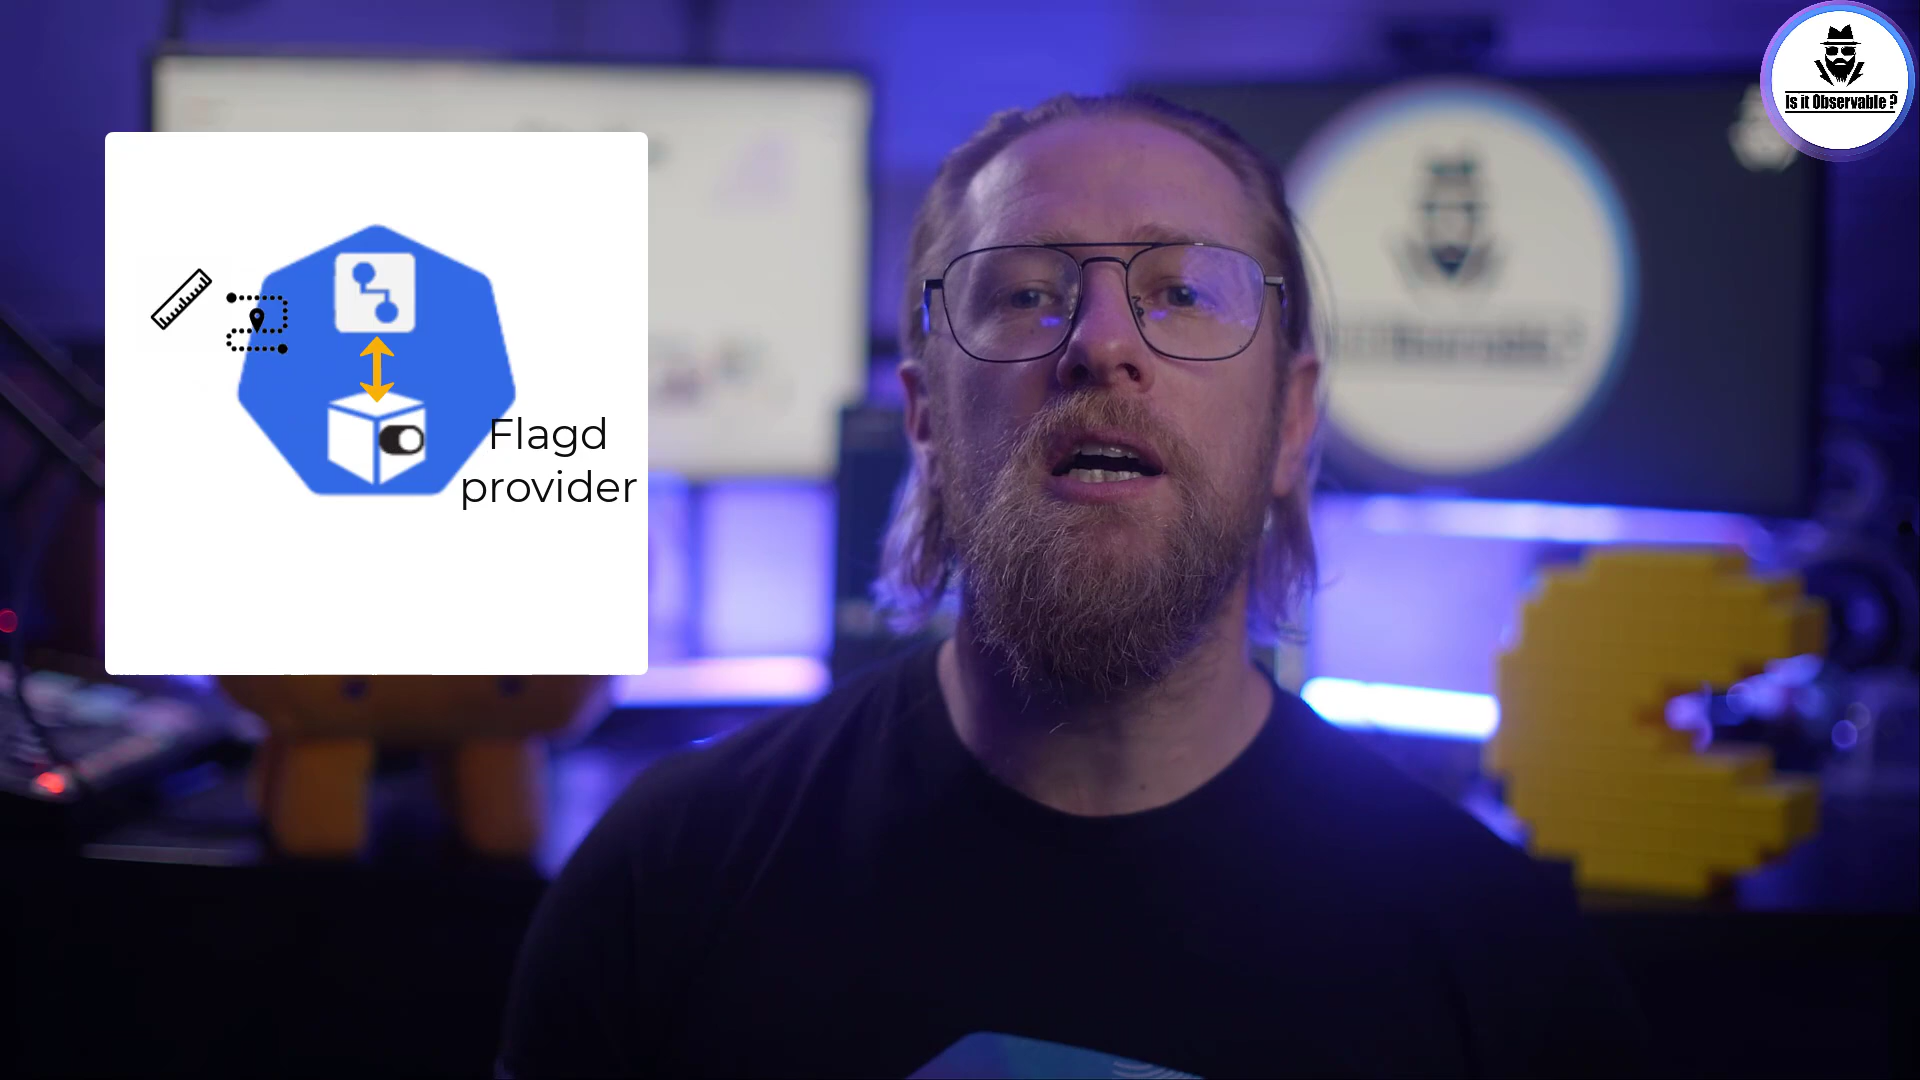 Is it Observable ?
Flagd
provider